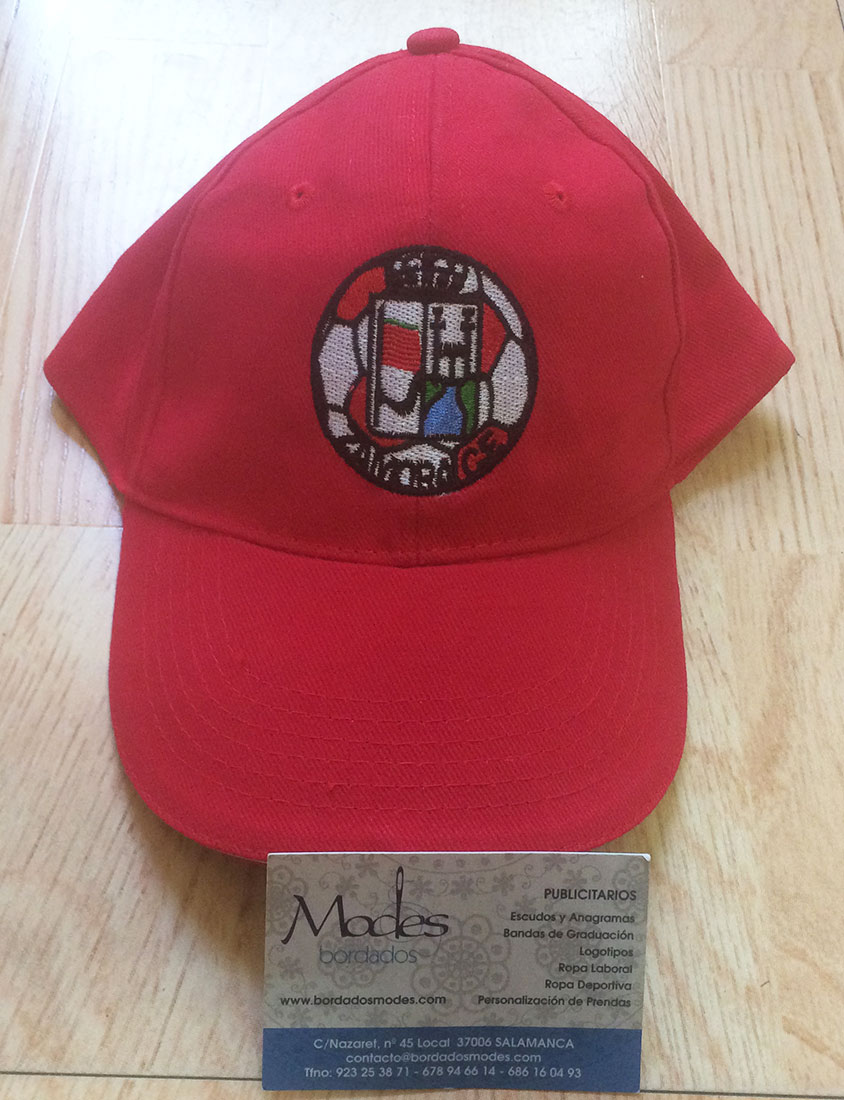 ZAMORA CF
Modes
bordados
www.bordadosmodes.com
PUBLICITARIOS
Escudos y Anagramas
Bandas de Graduación
Logotipos
Ropa Laboral
Ropa Deportiva
Personalización de Prendas
C/Nazaret, nº 45 Local 37006 SALAMANCA
contacto@bordadosmodes.com
Tfno: 923 25 38 71 - 678 94 66 14 - 686 16 04 93